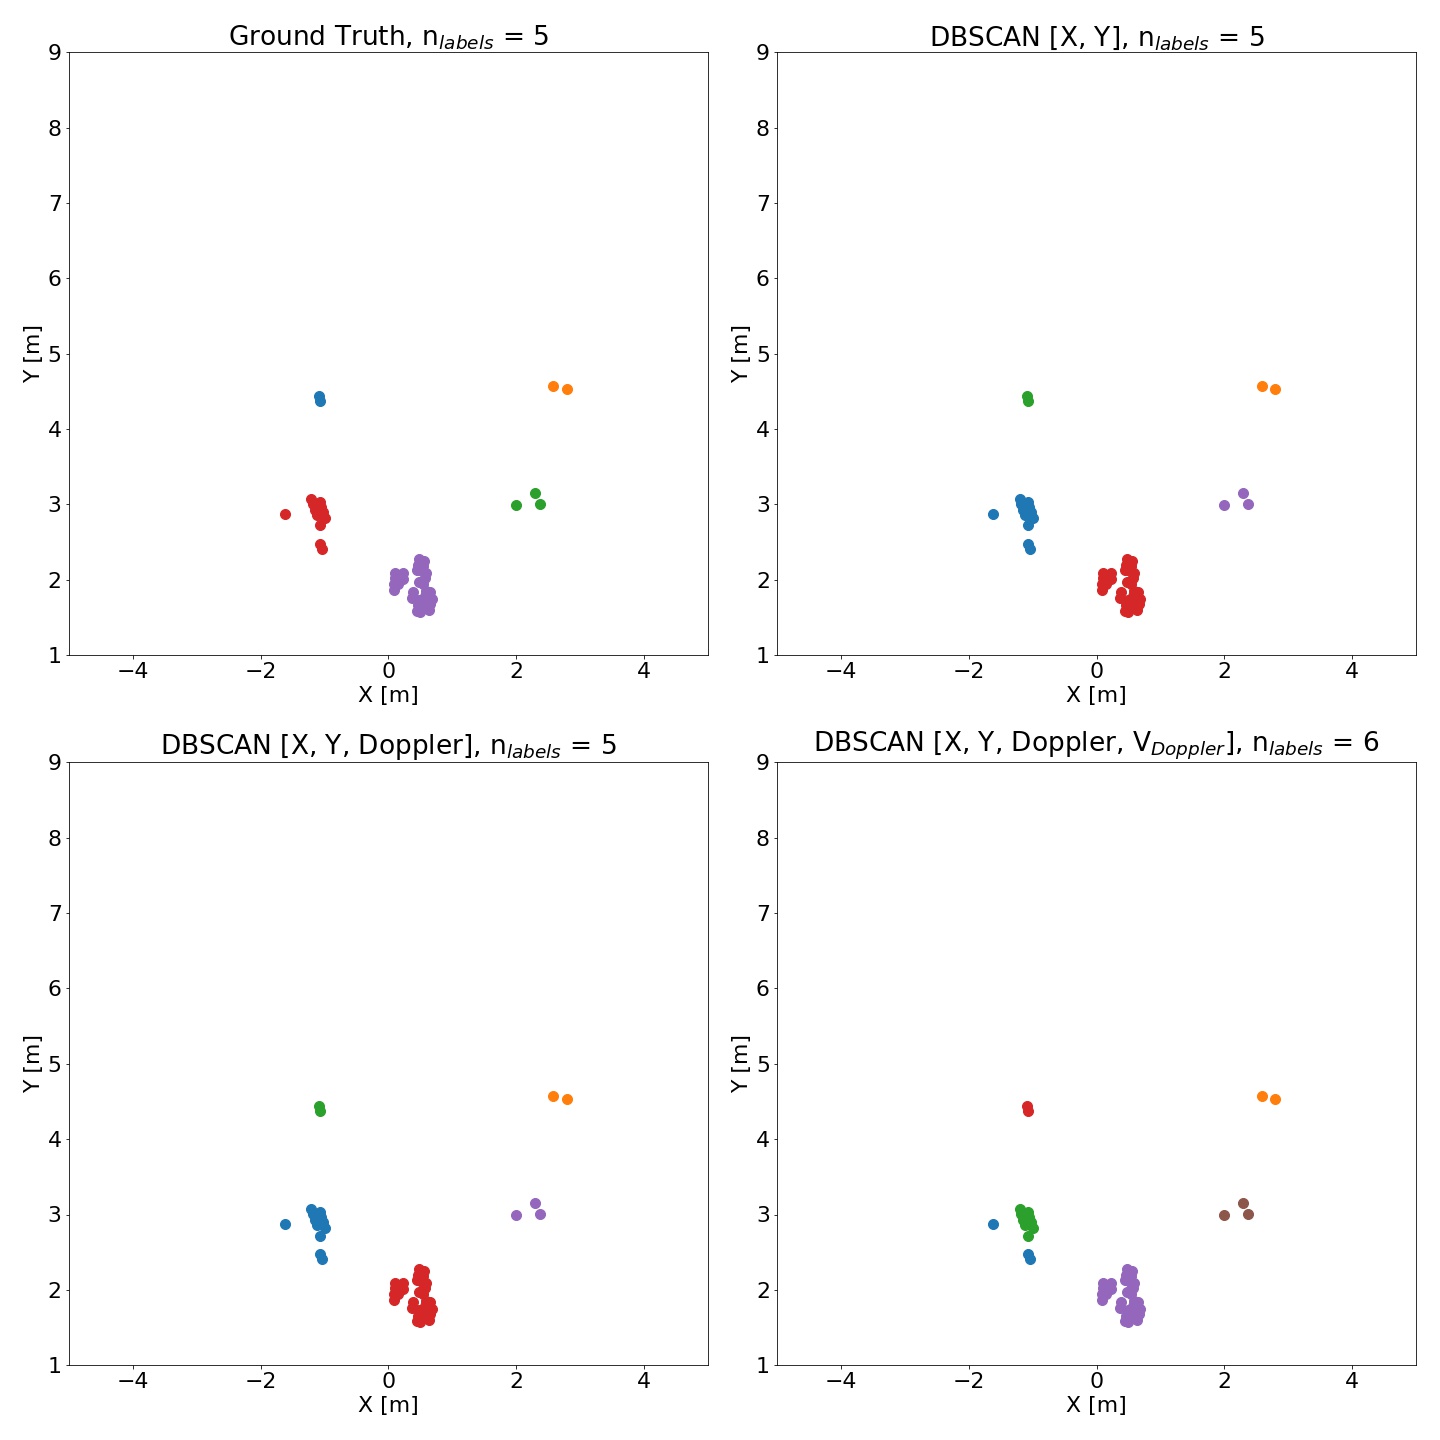 Ground Truth, n_labels = 5
9
8
7
6
5
4
3
2
1
Y [m]
−4 −2 0 2 4
X [m]
DBSCAN [X, Y], n_labels = 5
9
8
7
6
5
4
3
2
1
Y [m]
−4 −2 0 2 4
X [m]
DBSCAN [X, Y, Doppler], n_labels = 5
9
8
7
6
5
4
3
2
1
Y [m]
−4 −2 0 2 4
X [m]
DBSCAN [X, Y, Doppler, V_Doppler], n_labels = 6
9
8
7
6
5
4
3
2
1
Y [m]
−4 −2 0 2 4
X [m]